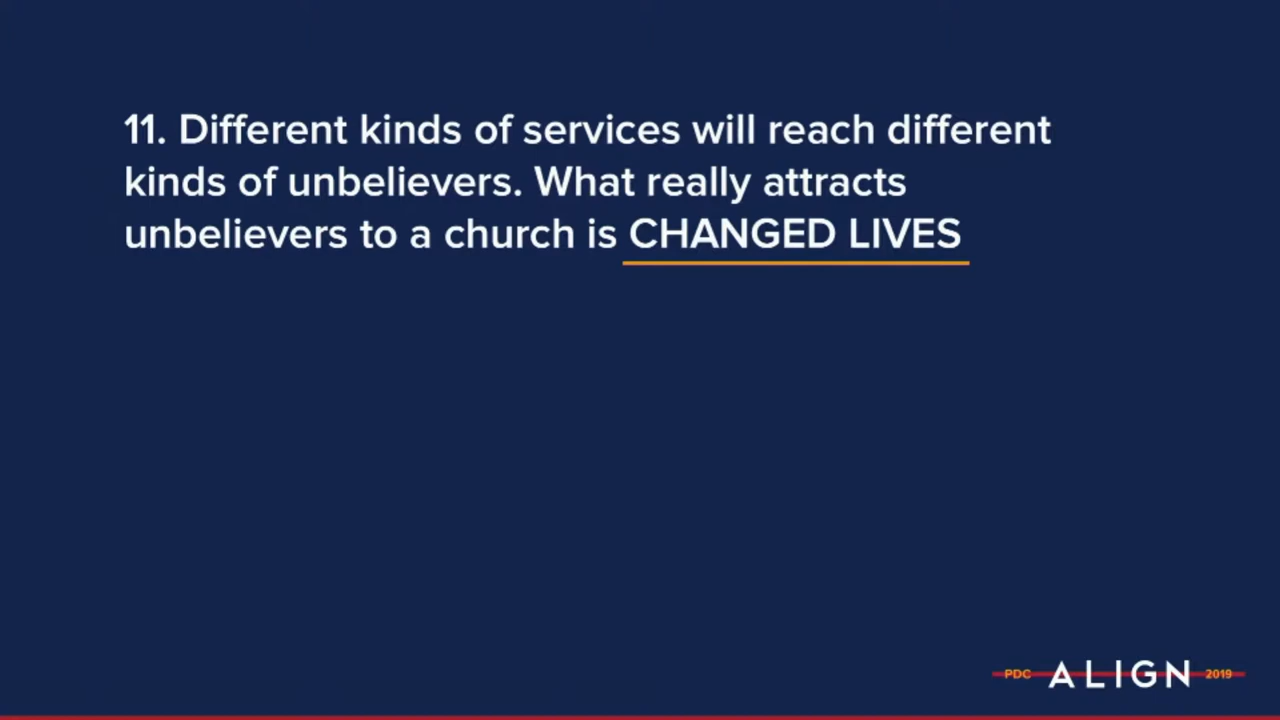 11. Different kinds of services will reach different
kinds of unbelievers. What really attracts
unbelievers to a church is CHANGED LIVES
PDC ALIGN 2019